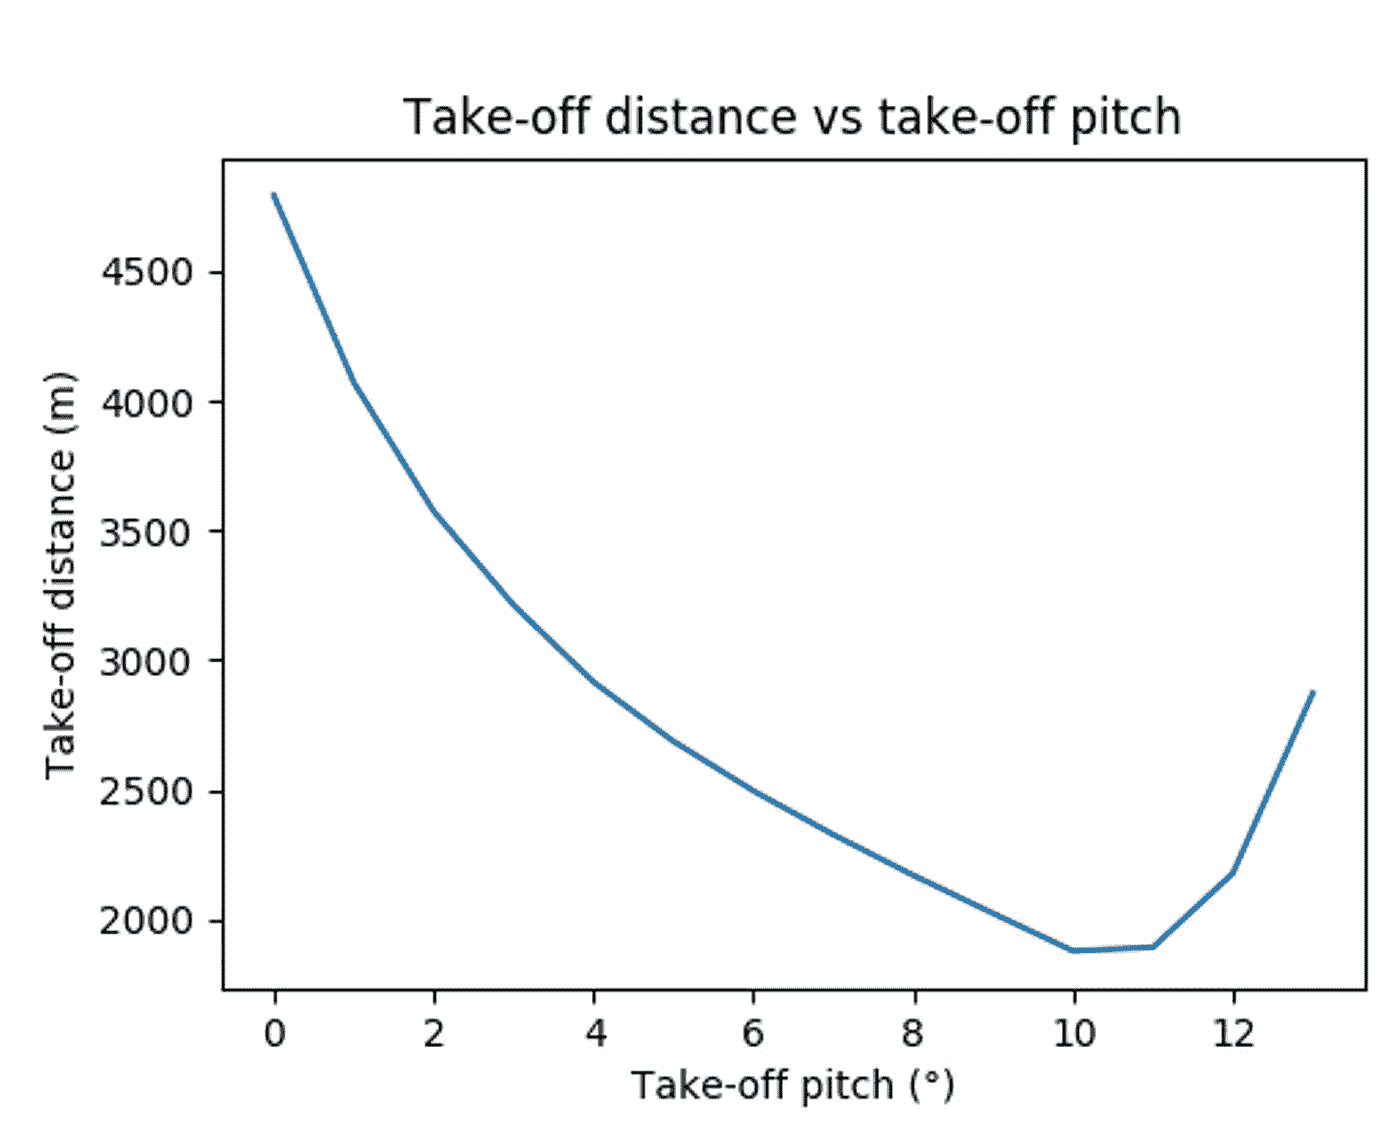 Take-off distance vs take-off pitch
Take-off distance (m)
4500
4000
3500
3000
2500
2000
0 2 4 6 8 10 12
Take-off pitch (°)